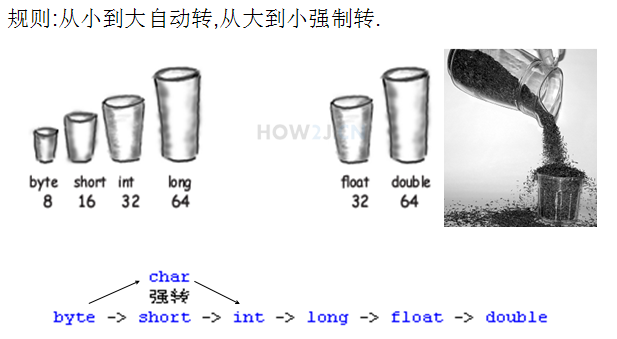 规则:从小到大自动转,从大到小强制转.
HOW2J.CN
byte short int long float double
8 16 32 64 32 64
char
强转
byte -> short -> int -> long -> float -> double